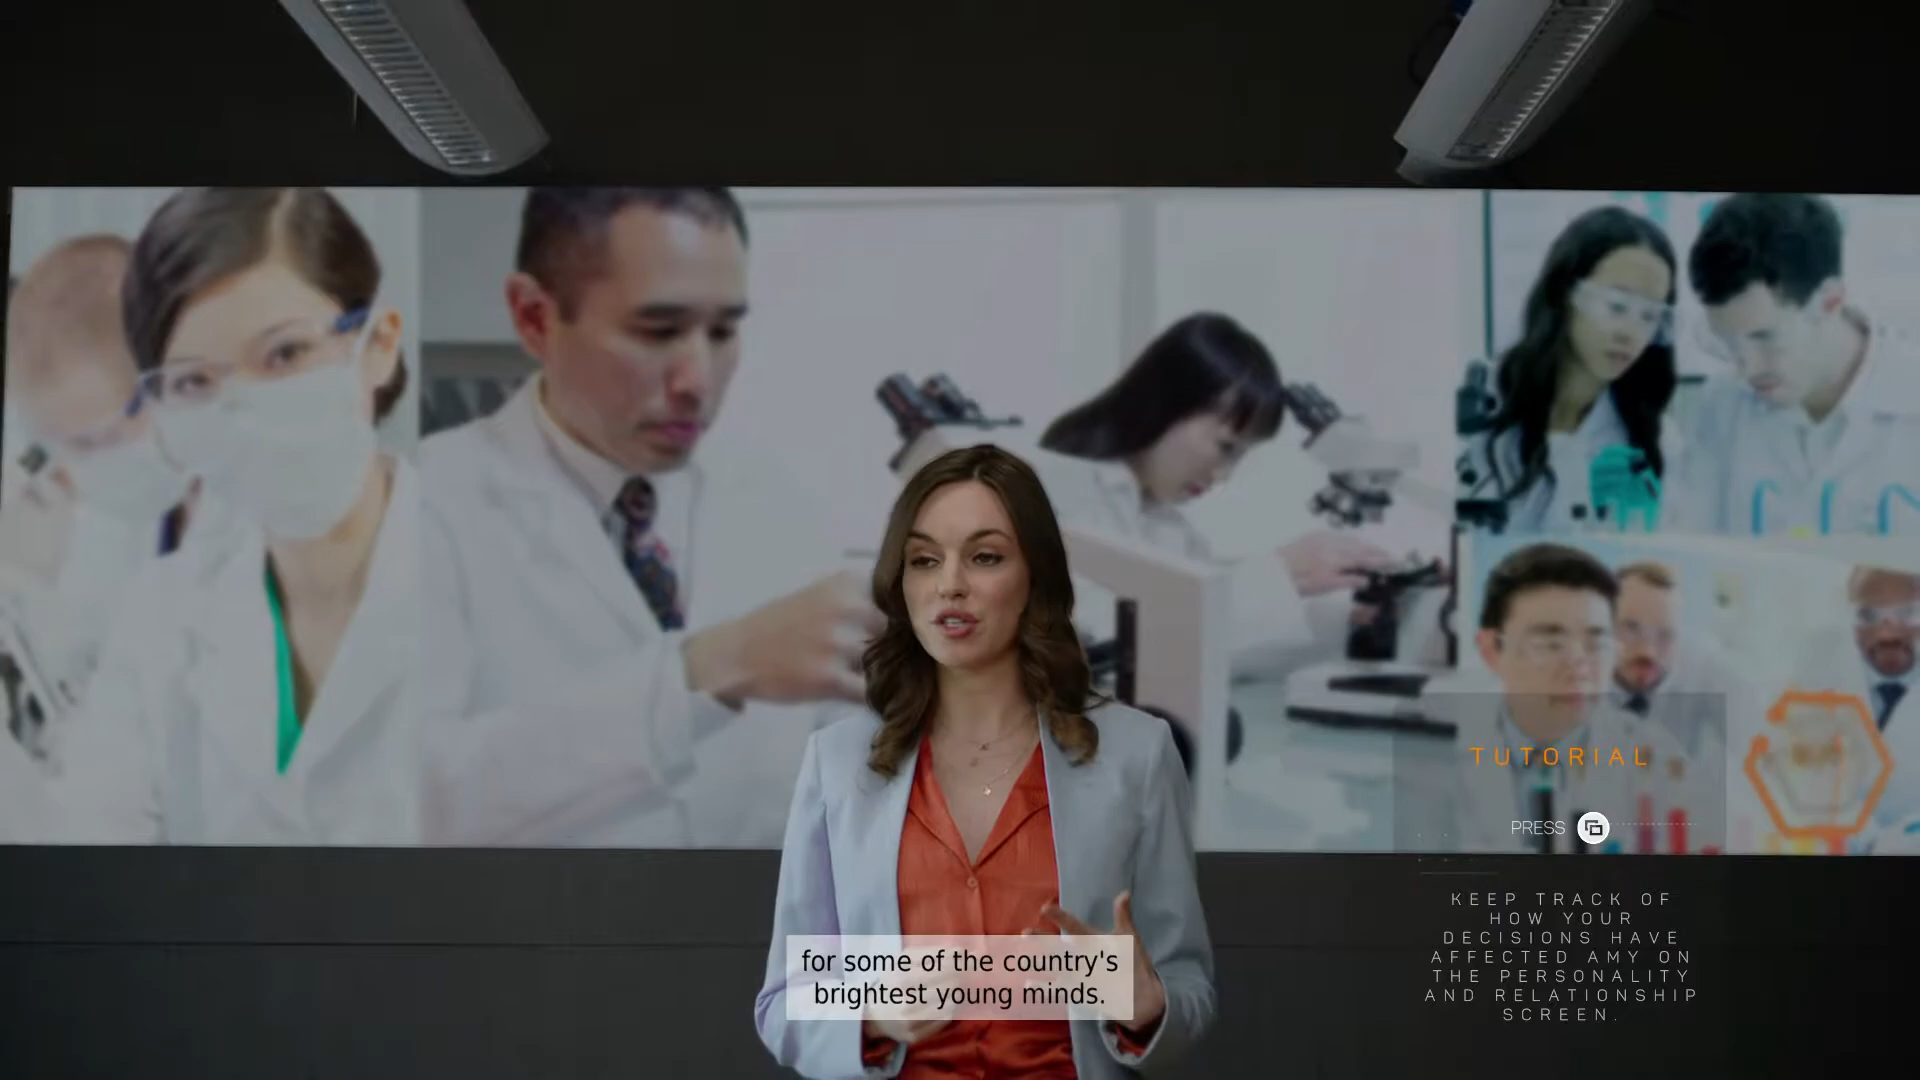 TUTORIAL
PRESS
KEEP TRACK OF
HOW YOUR
DECISIONS HAVE
AFFECTED AMY ON
THE PERSONALITY
AND RELATIONSHIP
SCREEN.
for some of the country's
brightest young minds.